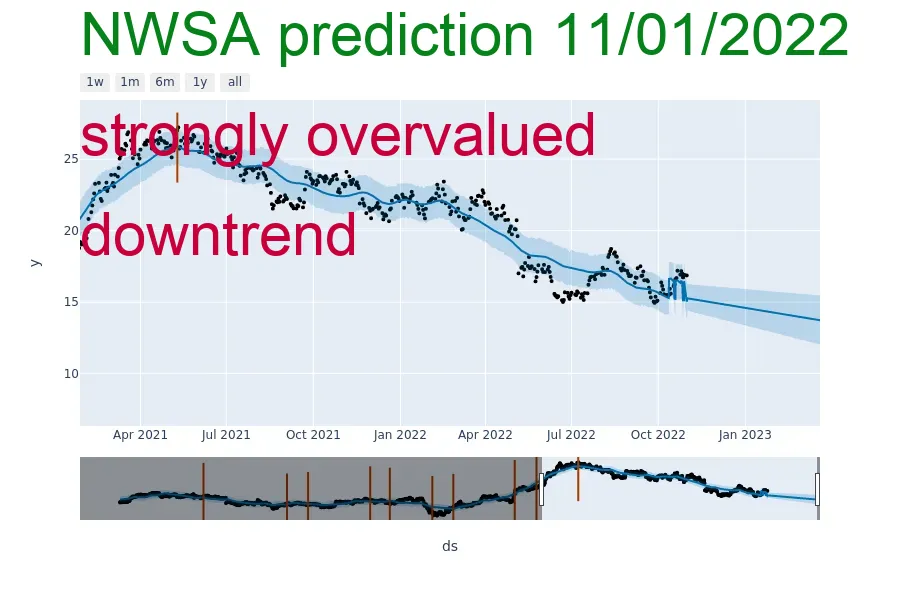 NWSA prediction 11/01/2022
1w 1m 6m 1y all
strongly overvalued
25
downtrend
20
y
15
10
Apr 2021 Jul 2021 Oct 2021 Jan 2022 Apr 2022 Jul 2022 Oct 2022 Jan 2023
ds